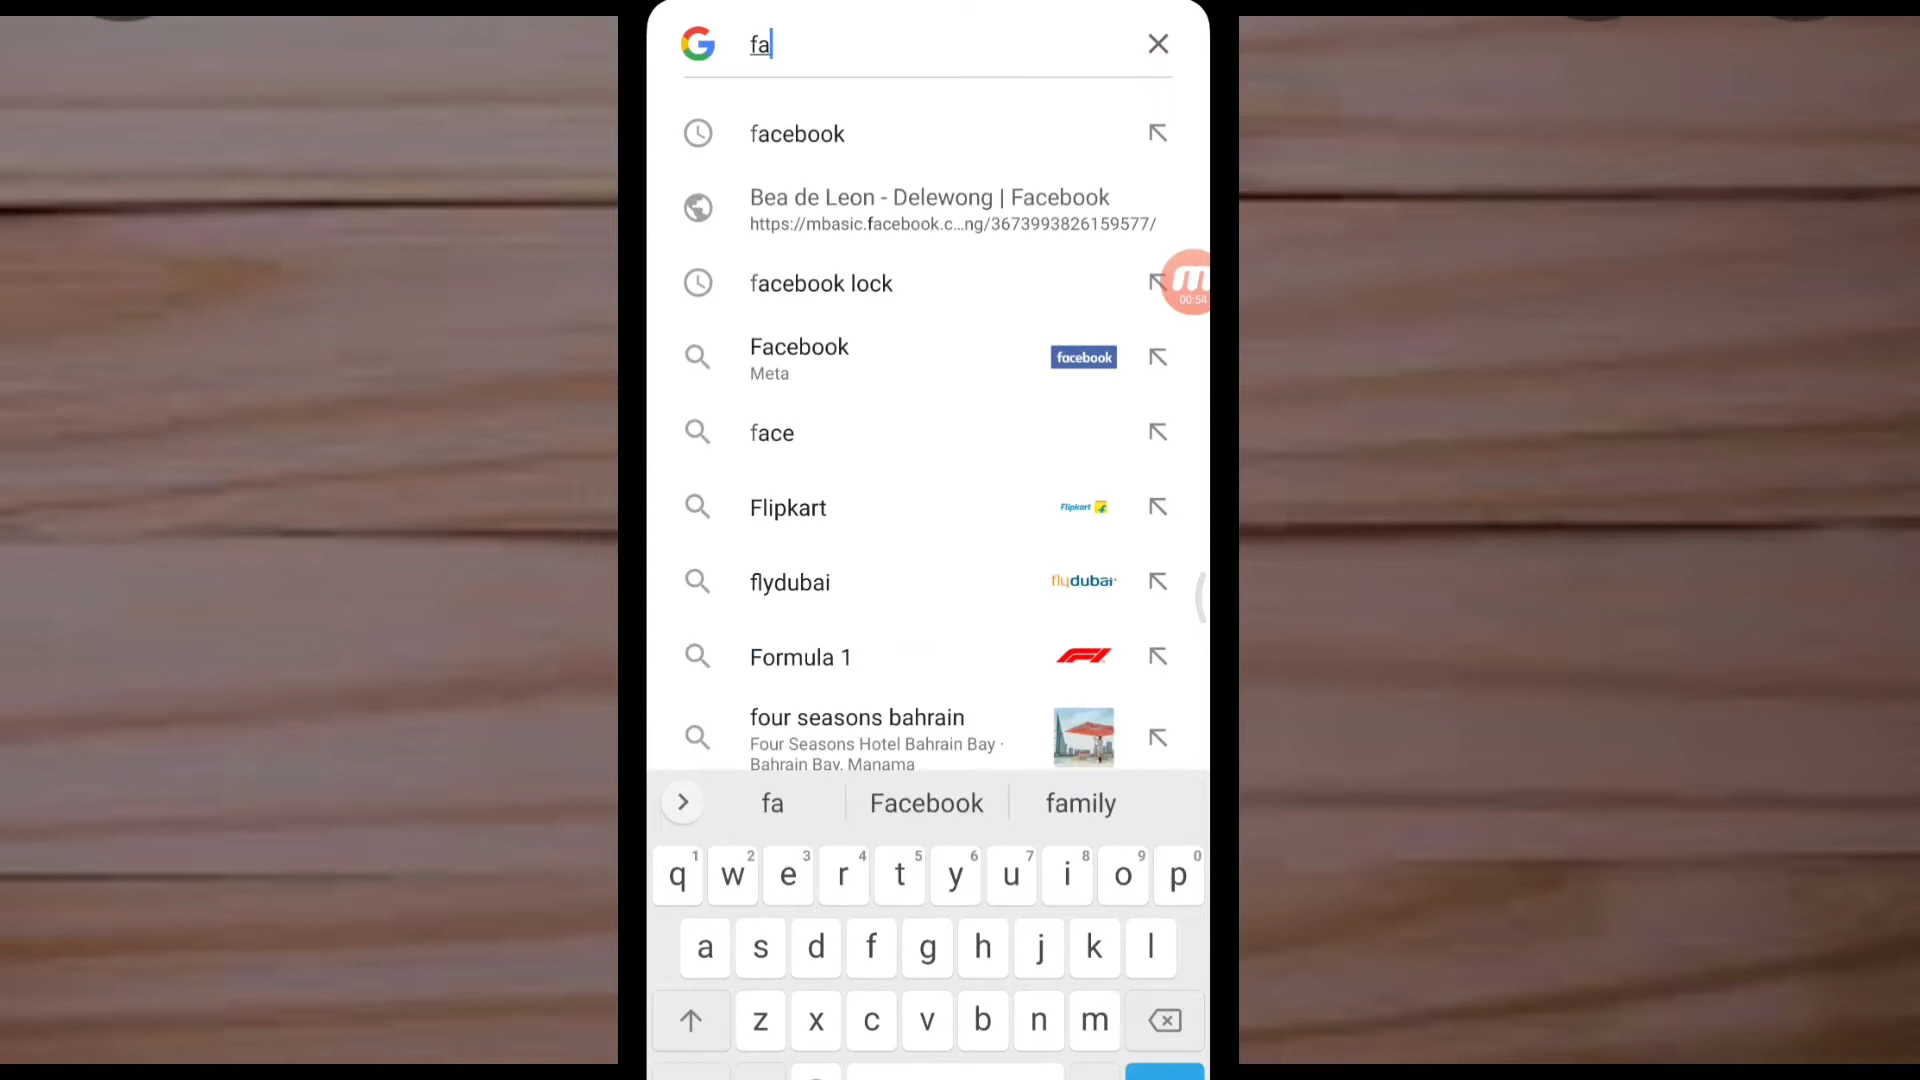 fa
facebook
Bea de Leon - Delewong | Facebook
https://mbasic.facebook.c...ng/3673993826159577/
facebook lock
00:54
Facebook
facebook
Meta
face
Flipkart
Flipkart
flydubai
flydubai
Formula 1
F1
four seasons bahrain
Four Seasons Hotel Bahrain Bay ·
Bahrain Bay, Manama
fa Facebook family
1 2 3 4 5 6 7 8 9 0
q w e r t y u i o p
a s d f g h j k l
z x c v b n m